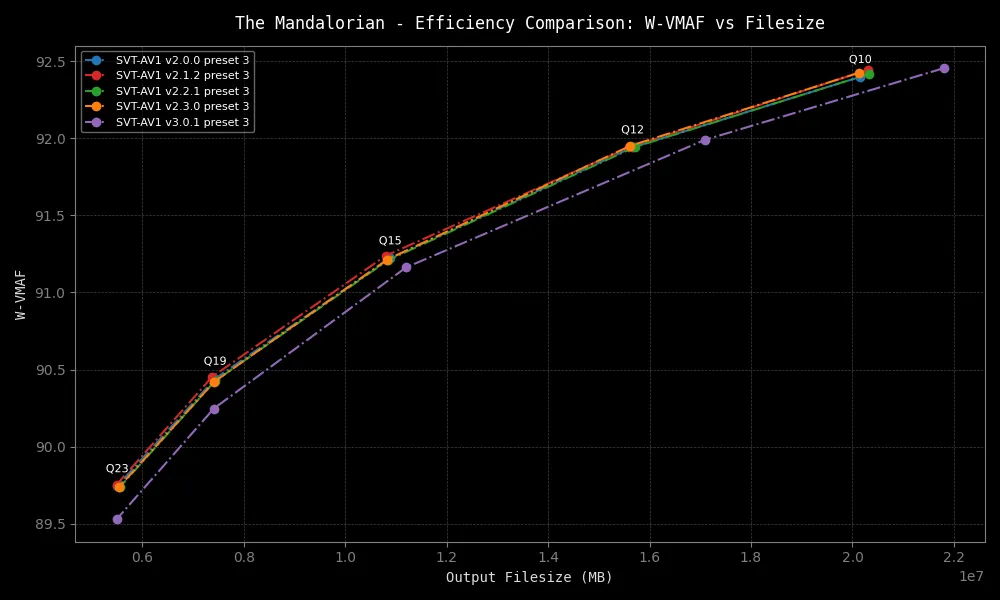 The Mandalorian - Efficiency Comparison: W-VMAF vs Filesize
SVT-AV1 v2.0.0 preset 3
SVT-AV1 v2.1.2 preset 3
SVT-AV1 v2.2.1 preset 3
SVT-AV1 v2.3.0 preset 3
SVT-AV1 v3.0.1 preset 3
Q10
Q12
Q15
Q19
Q23
W-VMAF
92.5
92.0
91.5
91.0
90.5
90.0
89.5
0.6 0.8 1.0 1.2 1.4 1.6 1.8 2.0 2.2
1e7
Output Filesize (MB)